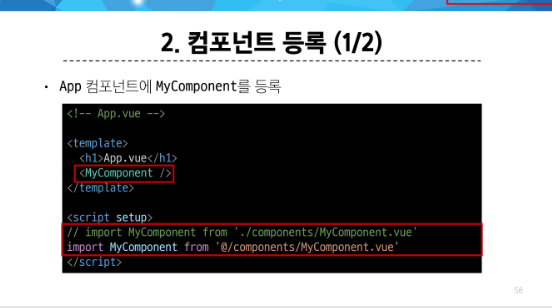 2. 컴포넌트 등록 (1/2)
• App 컴포넌트에 MyComponent를 등록
<!-- App.vue -->
<template>
<h1>App.vue</h1>
<MyComponent />
</template>
<script setup>
// import MyComponent from './components/MyComponent.vue'
import MyComponent from '@/components/MyComponent.vue'
</script>
58